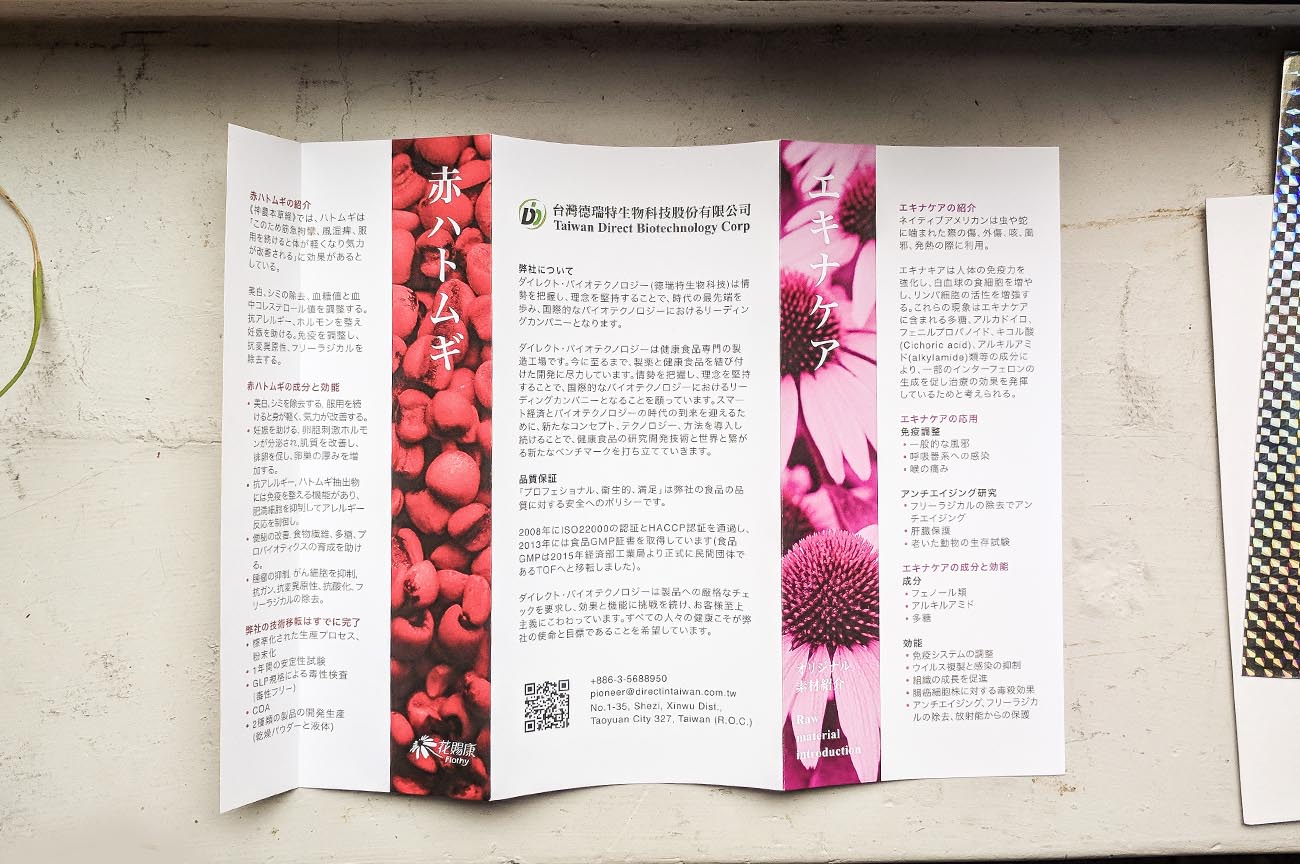 赤ハトムギの紹介
《神農本草経》では、ハトムギは
「このため筋急拘攣、風湿痺、服
用を続けると体が軽くなり気力
が改善される」に効果があると
している。
美白、シミの除去、血糖値と血
中コレステロール値を調整する。
抗アレルギー、ホルモンを整え
妊娠を助ける。免疫を調整し、
抗変異原性、フリーラジカルを
除去する。
赤ハトムギの成分と効能
• 美白、シミを除去する、服用を続
けると身が軽く、気力が改善する。
• 妊娠を助ける、卵胞刺激ホルモ
ンが分泌され、肌質を改善し、
排卵を促し、卵巣の厚みを増
加する。
• 抗アレルギー、ハトムギ抽出物
には免疫を整える機能があり、
肥満細胞を抑制してアレルギー
反応を制御し。
• 便秘の改善、食物繊維、多糖、プ
ロバイオティクスの育成を助け
る。
• 腫瘤の抑制、がん細胞を抑制、
抗ガン、抗変異原性、抗酸化、フ
リーラジカルの除去。
弊社の技術移転はすでに完了
• 標準化された生産プロセス、
粉末化
• 1年間の安定性試験
• GLP規格による毒性検査
(毒性フリー)
• COA
• 2種類の製品の開発生産
(乾燥パウダーと液体)
赤ハトムギ
花賜康
Flothy
台灣德瑞特生物科技股份有限公司
Taiwan Direct Biotechnology Corp
弊社について
ダイレクト・バイオテクノロジー(德瑞特生物科技)は情
勢を把握し、理念を堅持することで、時代の最先端を
歩み、国際的なバイオテクノロジーにおけるリーディン
グカンパニーとなります。
ダイレクト・バイオテクノロジーは健康食品専門の製
造工場です。今に至るまで、製薬と健康食品を結び付
けた開発に尽力しています。情勢を把握し、理念を堅持
することで、国際的なバイオテクノロジーにおけるリー
ディングカンパニーとなることを願っています。スマー
ト経済とバイオテクノロジーの時代の到来を迎えるた
めに、新たなコンセプト、テクノロジー、方法を導入し
続けることで、健康食品の研究開発技術と世界と繋が
る新たなベンチマークを打ち立てていきます。
品質保証
「プロフェショナル、衛生的、満足」は弊社の食品の品
質に対する安全へのポリシーです。
2008年にISO22000の認証とHACCP認証を通過し、
2013年には食品GMP証書を取得しています(食品
GMPは2015年経済部工業局より正式に民間団体で
あるTQFへと移転しました)。
ダイレクト・バイオテクノロジーは製品への厳格なチェ
ックを要求し、効果と機能に挑戦を続け、お客様至上
主義にこわわっています。すべての人々の健康こそが弊
社の使命と目標であることを希望しています。
+886-3-5688950
pioneer@directintaiwan.com.tw
No.1-35, Shezi, Xinwu Dist.,
Taoyuan City 327, Taiwan (R.O.C.)
エキナケア
オリジナル、
素材紹介
Raw
material
introduction
エキナケアの紹介
ネイティブアメリカンは虫や蛇
に噛まれた際の傷、外傷、咳、風
邪、発熱の際に利用。
エキナキアは人体の免疫力を
強化し、白血球の食細胞を増や
し、リンパ細胞の活性を増強す
る。これらの現象はエキナケア
に含まれる多糖、アルカドイロ、
フェニルプロパノイド、キコル酸
(Cichoric acid)、アルキルアミ
ド(alkylamide)類等の成分に
より、一部のインターフェロンの
生成を促し治療の効果を発揮
しているためと考えられる。
エキナケアの応用
免疫調整
• 一般的な風邪
• 呼吸器系への感染
• 喉の痛み
アンチエイジング研究
• フリーラジカルの除去でアン
チエイジング
• 肝臓保護
• 老いた動物の生存試験
エキナケアの成分と効能
成分
• フェノール類
• アルキルアミド
• 多糖
効能
• 免疫システムの調整
• ウイルス複製と感染の抑制
• 組織の成長を促進
• 腸癌細胞株に対する毒殺効果
• アンチエイジング、フリーラジカ
ルの除去、放射能からの保護